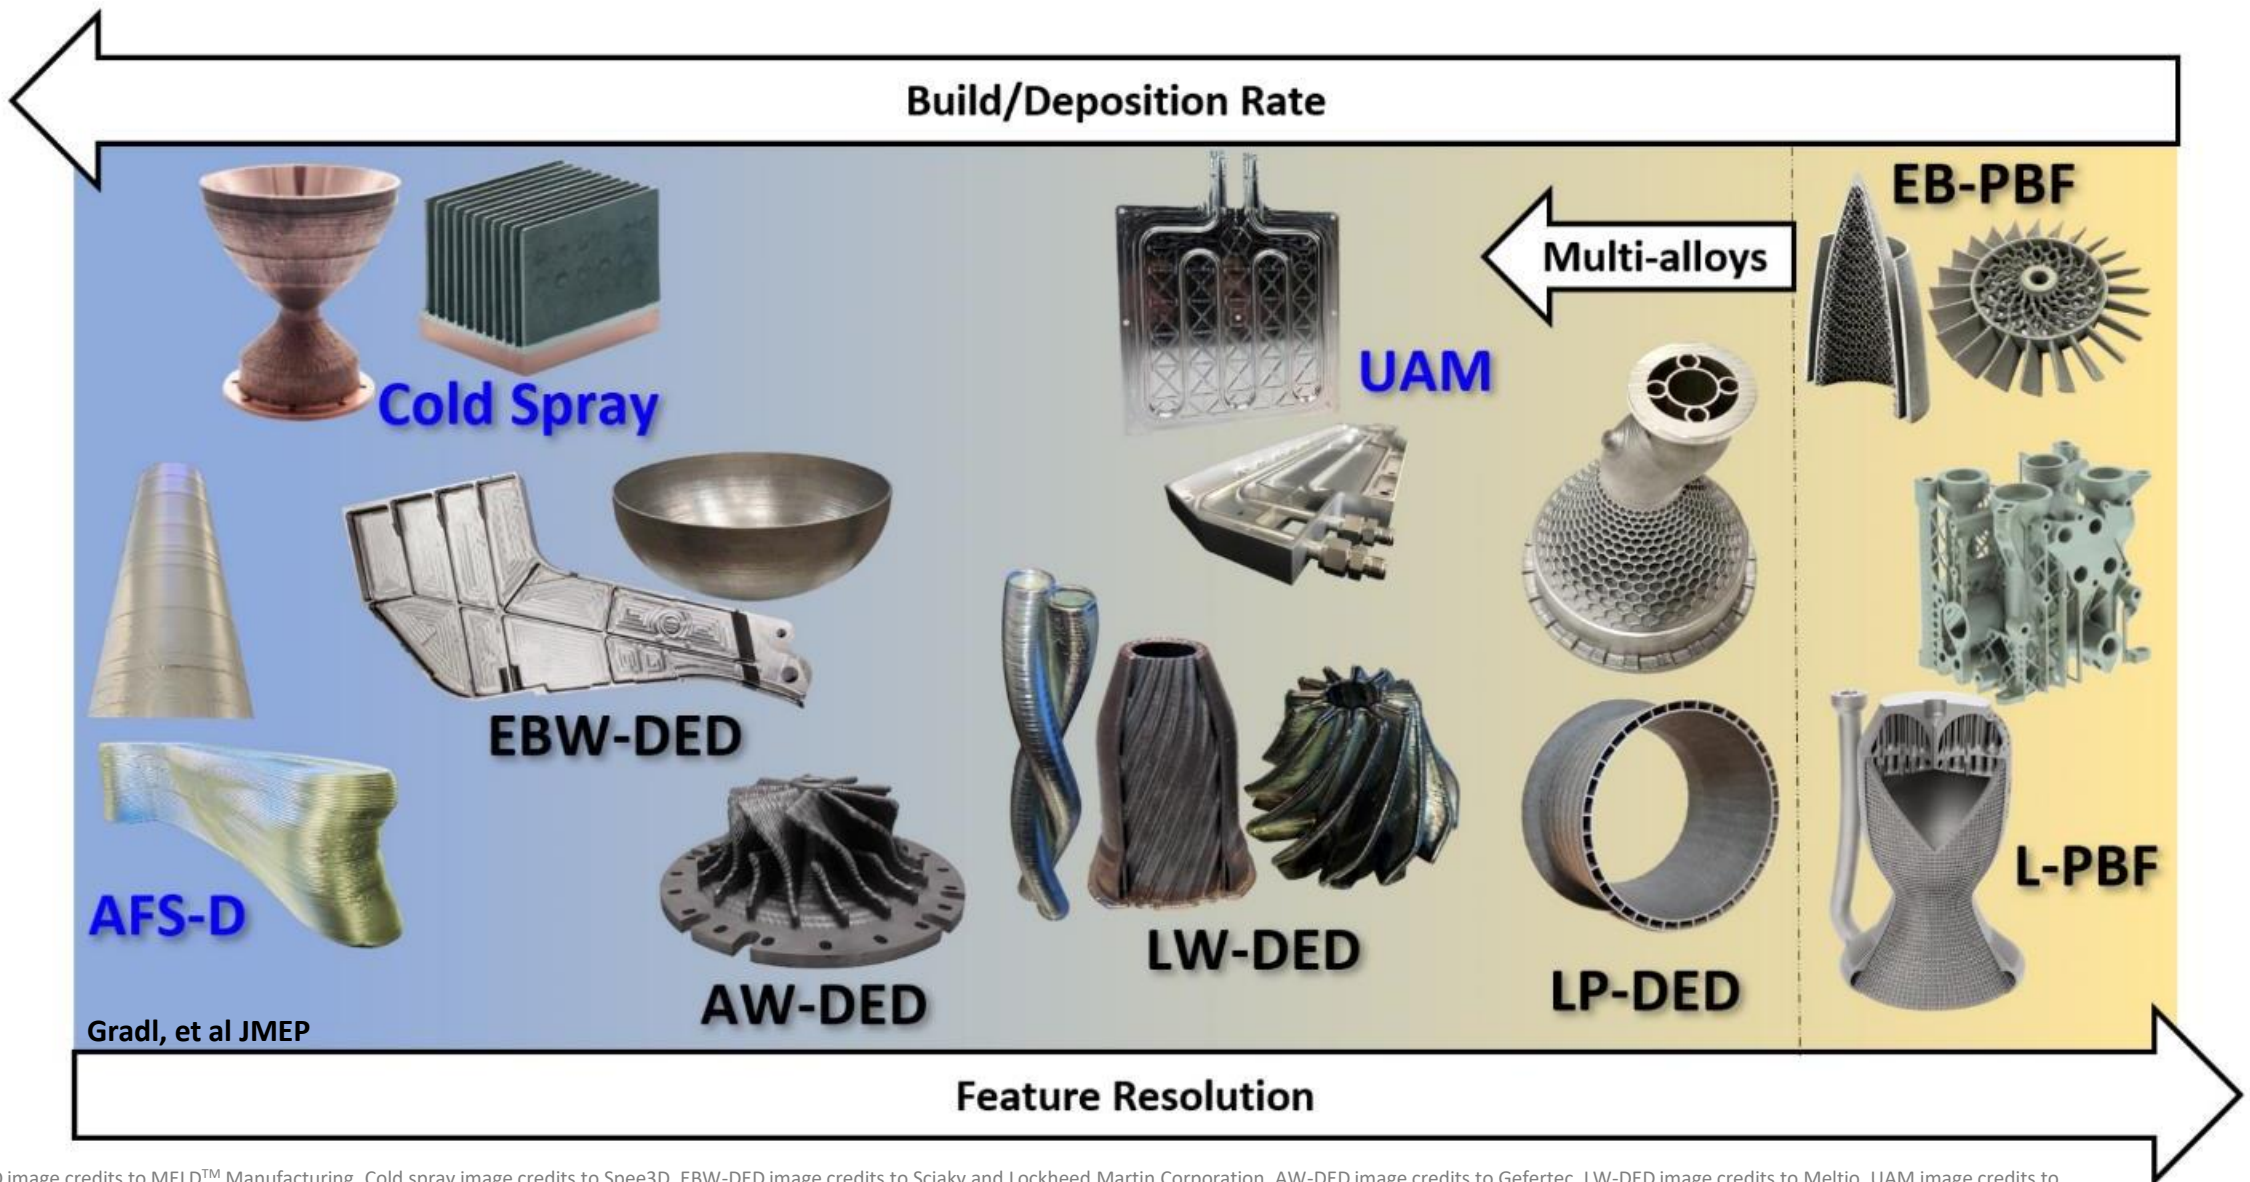 Build/Deposition Rate
EB-PBF
Multi-alloys
UAM
Cold Spray
EBW-DED
L-PBF
AFS-D
LW-DED
LP-DED
AW-DED
Gradl, et al JMEP
Feature Resolution
image credits to MELD™ Manufacturing, Cold spray image credits to Spee3D, EBW-DED image credits to Sciaky and Lockheed Martin Corporation, AW-DED image credits to Gefertec, LW-DED image credits to Meltio, UAM image credits to